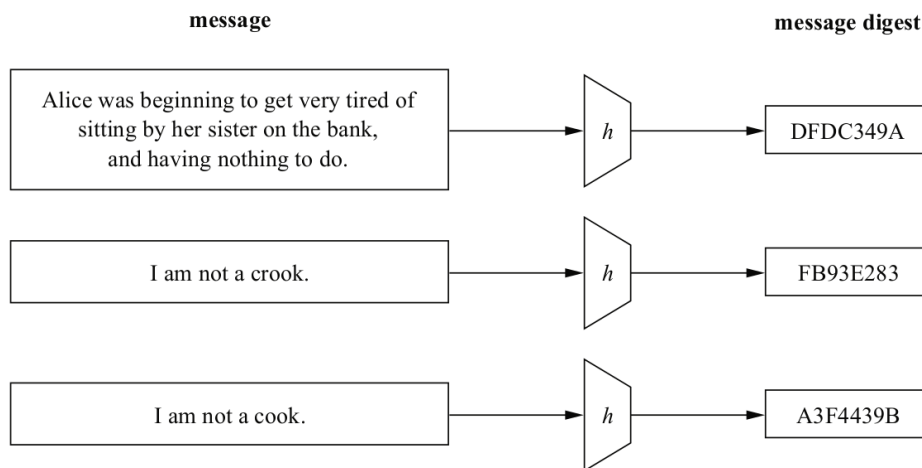 message
message digest
Alice was beginning to get very tired of
sitting by her sister on the bank,
and having nothing to do.
h
DFDC349A
I am not a crook.
h
FB93E283
I am not a cook.
h
A3F4439B